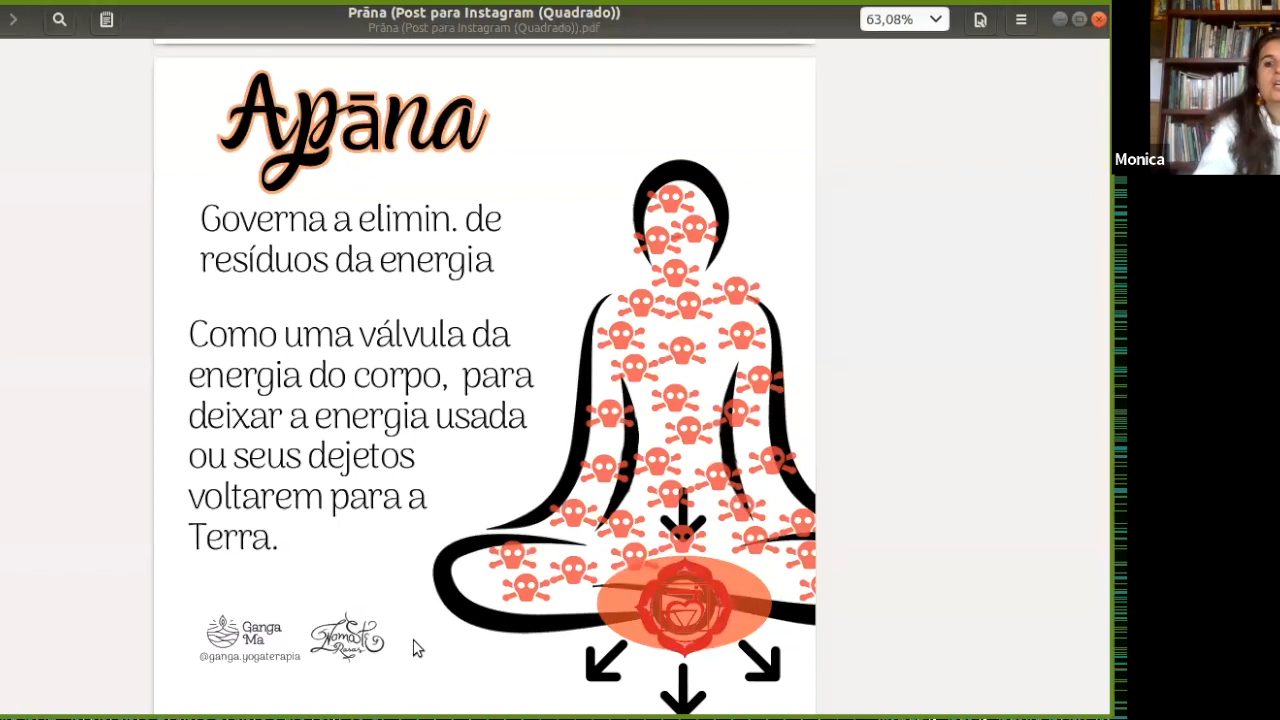 Prāna (Post para Instagram (Quadrado))
Prāna (Post para Instagram (Quadrado)).pdf
63,08%
Apāna
Governa a elimin. de
resíduos da energia
Como uma válvula da
energia do corpo, para
deixar a energia usada
ou seus dejetos
voltarem para a
Terra.
Ganga
Ma
@ganga.yogaterapia
Monica